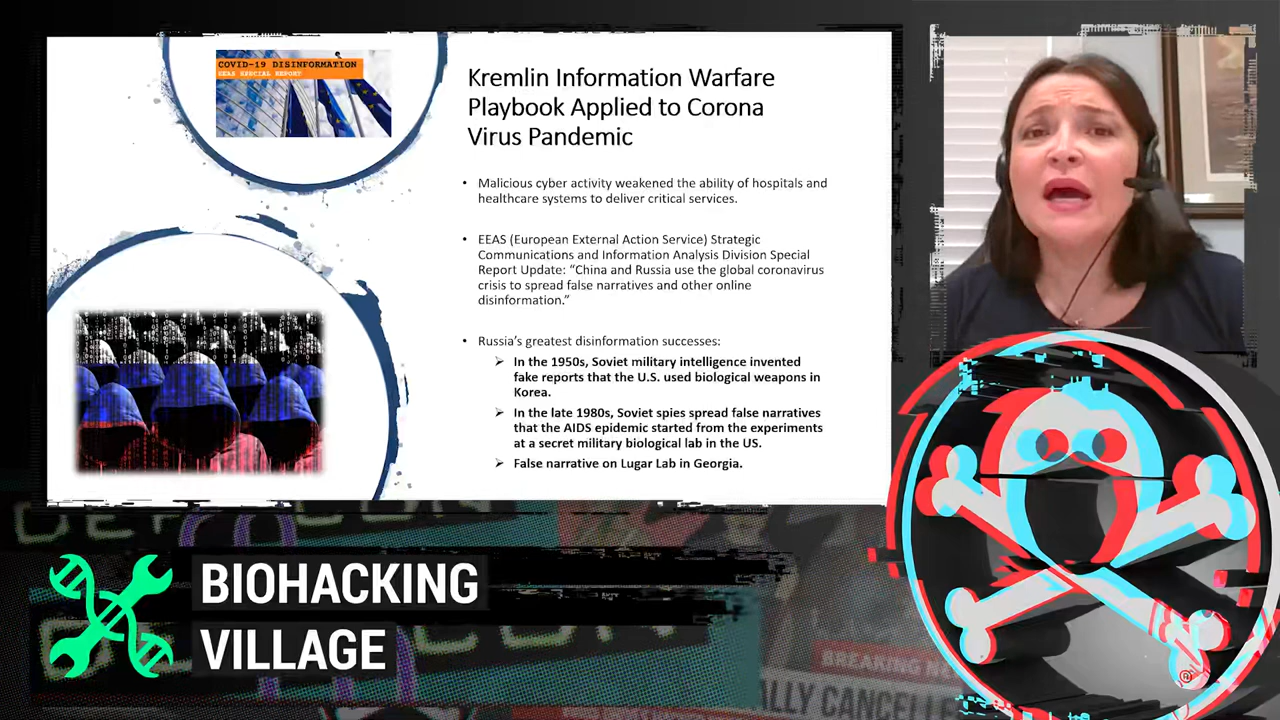 COVID-19 DISINFORMATION
EEAS SPECIAL REPORT
Kremlin Information Warfare
Playbook Applied to Corona
Virus Pandemic
• Malicious cyber activity weakened the ability of hospitals and
healthcare systems to deliver critical services.
• EEAS (European External Action Service) Strategic
Communications and Information Analysis Division Special
Report Update: “China and Russia use the global coronavirus
crisis to spread false narratives and other online
disinformation.”
• Russia’s greatest disinformation successes:
➢ In the 1950s, Soviet military intelligence invented
fake reports that the U.S. used biological weapons in
Korea.
➢ In the late 1980s, Soviet spies spread false narratives
that the AIDS epidemic started from the experiments
at a secret military biological lab in the US.
➢ False narrative on Lugar Lab in Georgia.
BIOHACKING
VILLAGE
BREAKING
ALLY CANCELLE
®